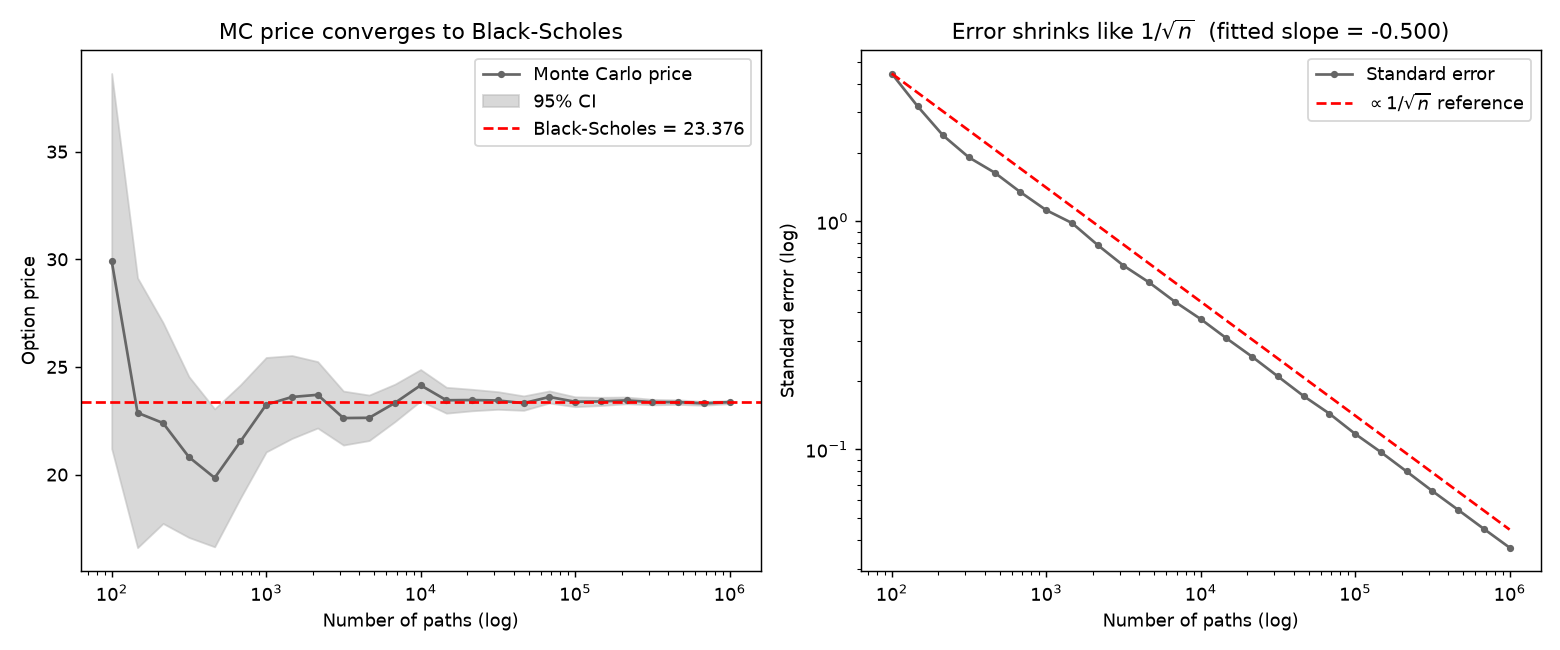 MC price converges to Black-Scholes
Monte Carlo price
95% CI
Black-Scholes = 23.376
Option price
35
30
25
20
10²
10³
10⁴
10⁵
10⁶
Number of paths (log)
Error shrinks like 1/√n (fitted slope = -0.500)
Standard error
∝ 1/√n reference
Standard error (log)
10⁰
10⁻¹
10²
10³
10⁴
10⁵
10⁶
Number of paths (log)